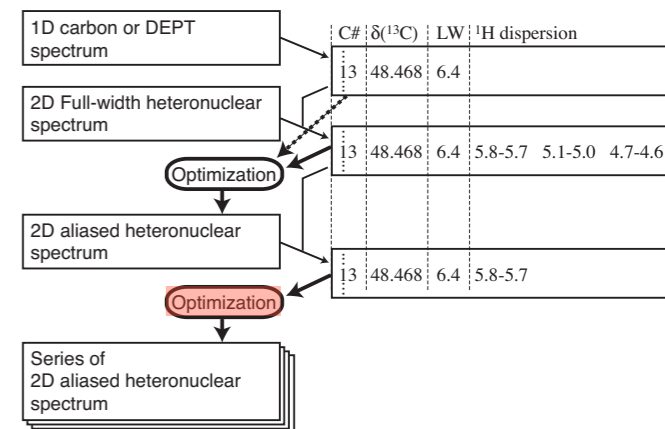 1D carbon or DEPT
spectrum
C# δ(¹³C) LW ¹H dispersion
13 48.468 6.4
2D Full-width heteronuclear
spectrum
13 48.468 6.4 5.8-5.7 5.1-5.0 4.7-4.6
Optimization
2D aliased heteronuclear
spectrum
13 48.468 6.4 5.8-5.7
Optimization
Series of
2D aliased heteronuclear
spectrum